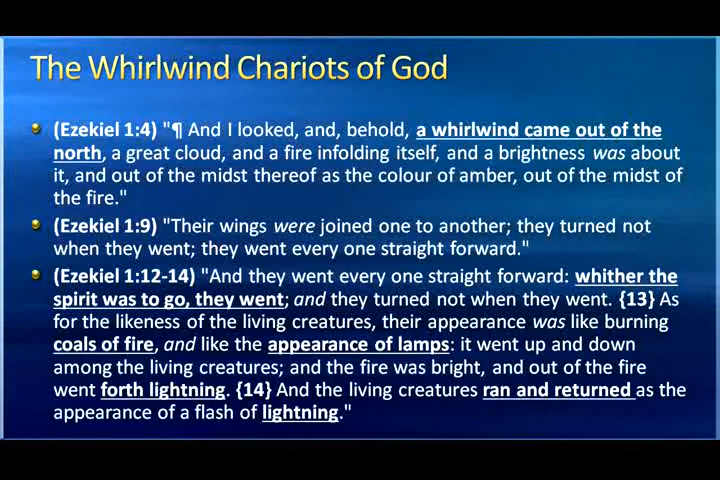 The Whirlwind Chariots of God
(Ezekiel 1:4) "¶ And I looked, and, behold, a whirlwind came out of the
north, a great cloud, and a fire infolding itself, and a brightness was about
it, and out of the midst thereof as the colour of amber, out of the midst of
the fire."
(Ezekiel 1:9) "Their wings were joined one to another; they turned not
when they went; they went every one straight forward."
(Ezekiel 1:12-14) "And they went every one straight forward: whither the
spirit was to go, they went; and they turned not when they went. {13} As
for the likeness of the living creatures, their appearance was like burning
coals of fire, and like the appearance of lamps: it went up and down
among the living creatures; and the fire was bright, and out of the fire
went forth lightning. {14} And the living creatures ran and returned as the
appearance of a flash of lightning."